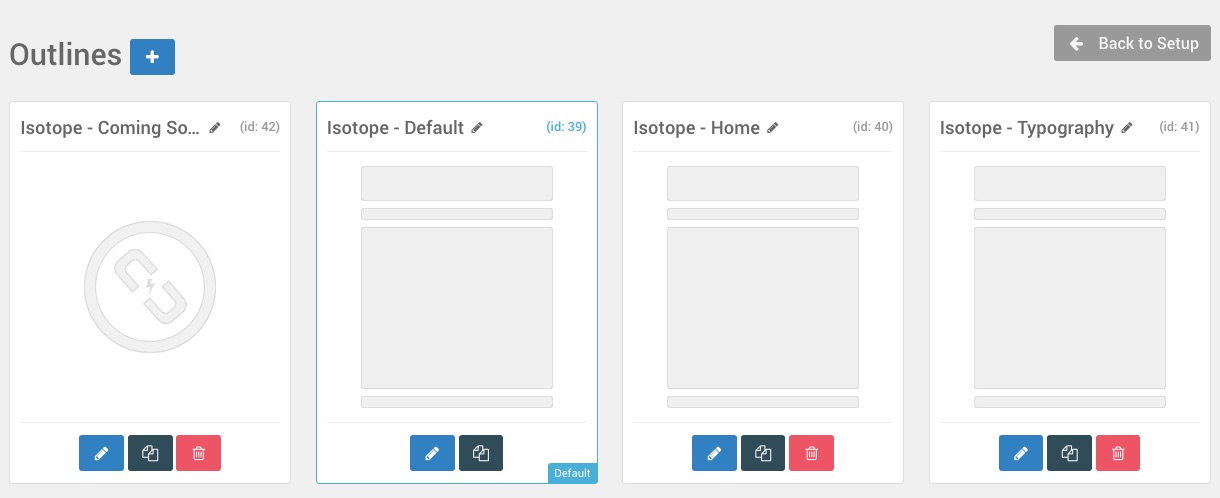 Outlines
Back to Setup
Isotope - Coming So... (id: 42)
Isotope - Default (id: 39)
Isotope - Home (id: 40)
Isotope - Typography (id: 41)
Default